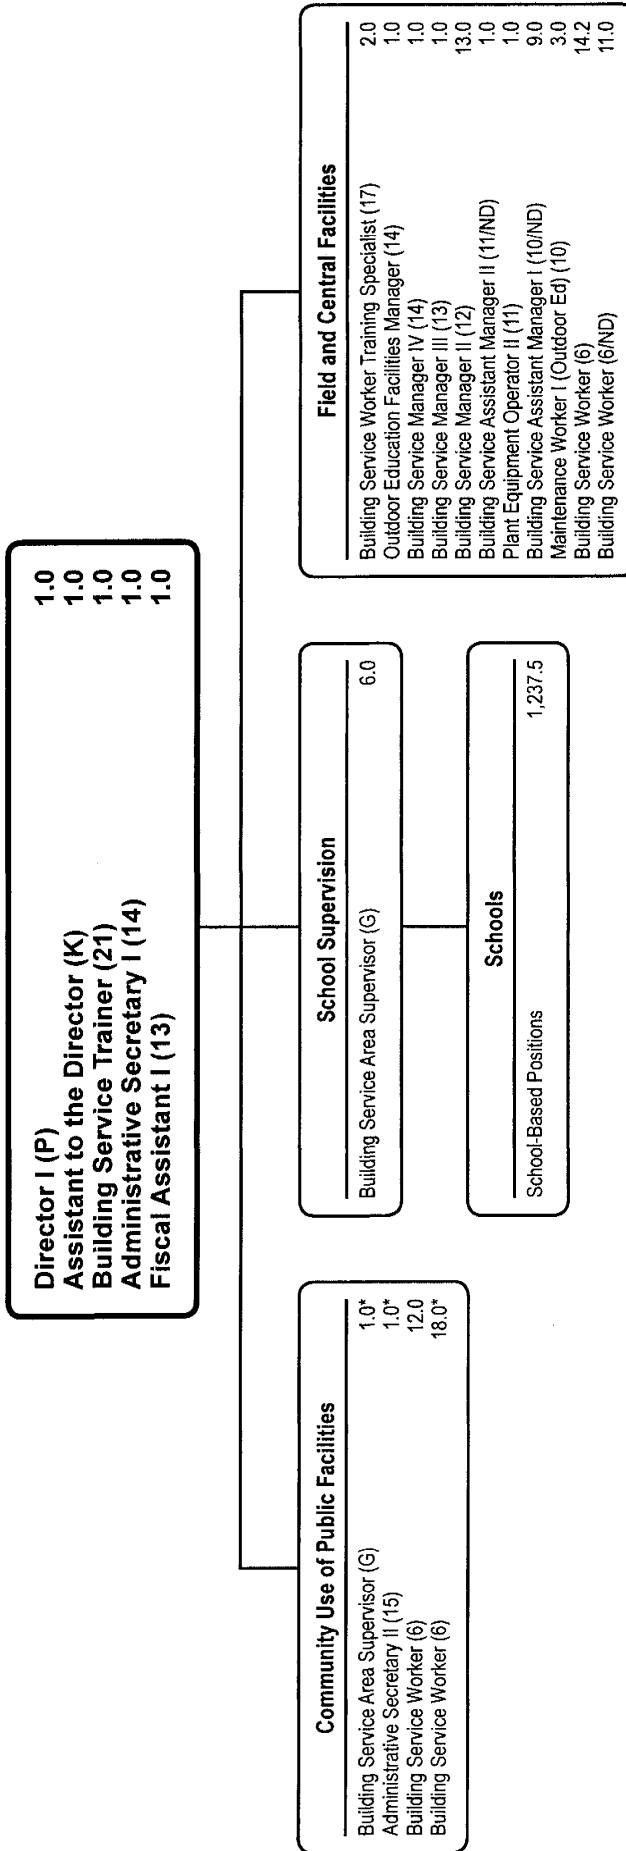 Director I (P) 1.0
Assistant to the Director (K) 1.0
Building Service Trainer (21) 1.0
Administrative Secretary I (14) 1.0
Fiscal Assistant I (13) 1.0
Community Use of Public Facilities
Building Service Area Supervisor (G) 1.0*
Administrative Secretary II (15) 1.0*
Building Service Worker (6) 12.0
Building Service Worker (6) 18.0*
School Supervision
Building Service Area Supervisor (G) 6.0
Schools
School-Based Positions 1,237.5
Field and Central Facilities
Building Service Worker Training Specialist (17) 2.0
Outdoor Education Facilities Manager (14) 1.0
Building Service Manager IV (14) 1.0
Building Service Manager III (13) 1.0
Building Service Manager II (12) 13.0
Building Service Assistant Manager II (11/ND) 1.0
Plant Equipment Operator II (11) 1.0
Building Service Assistant Manager I (10/ND) 9.0
Maintenance Worker I (Outdoor Ed) (10) 3.0
Building Service Worker (6) 14.2
Building Service Worker (6/ND) 11.0